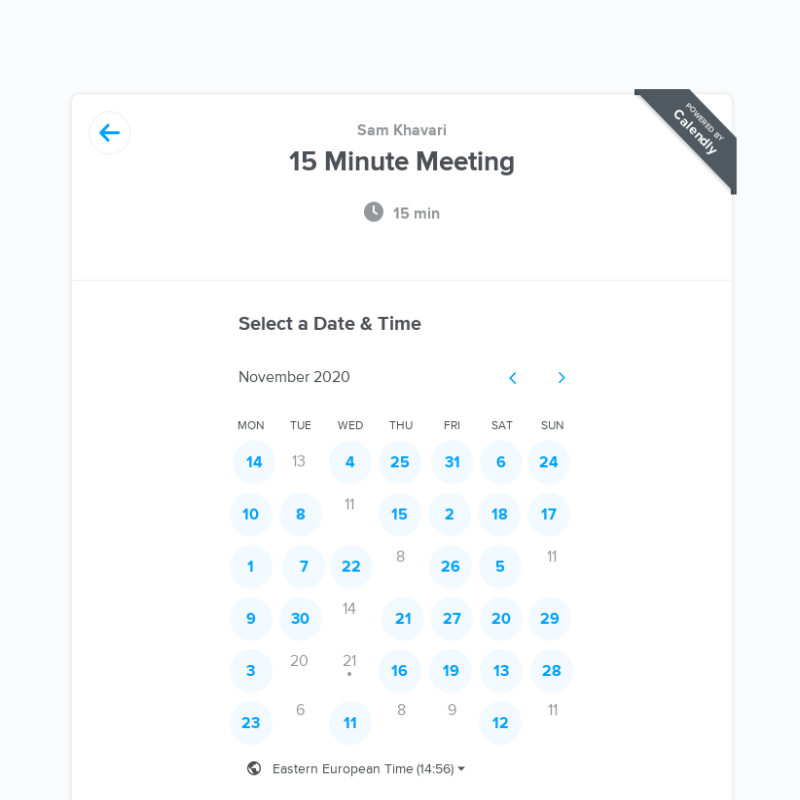 POWERED BY
Calendly
Sam Khavari
15 Minute Meeting
15 min
Select a Date & Time
November 2020
MON TUE WED THU FRI SAT SUN
14 13 4 25 31 6 24
10 8 11 15 2 18 17
1 7 22 8 26 5 11
9 30 14 21 27 20 29
3 20 21 16 19 13 28
23 6 11 8 9 12 11
Eastern European Time (14:56)